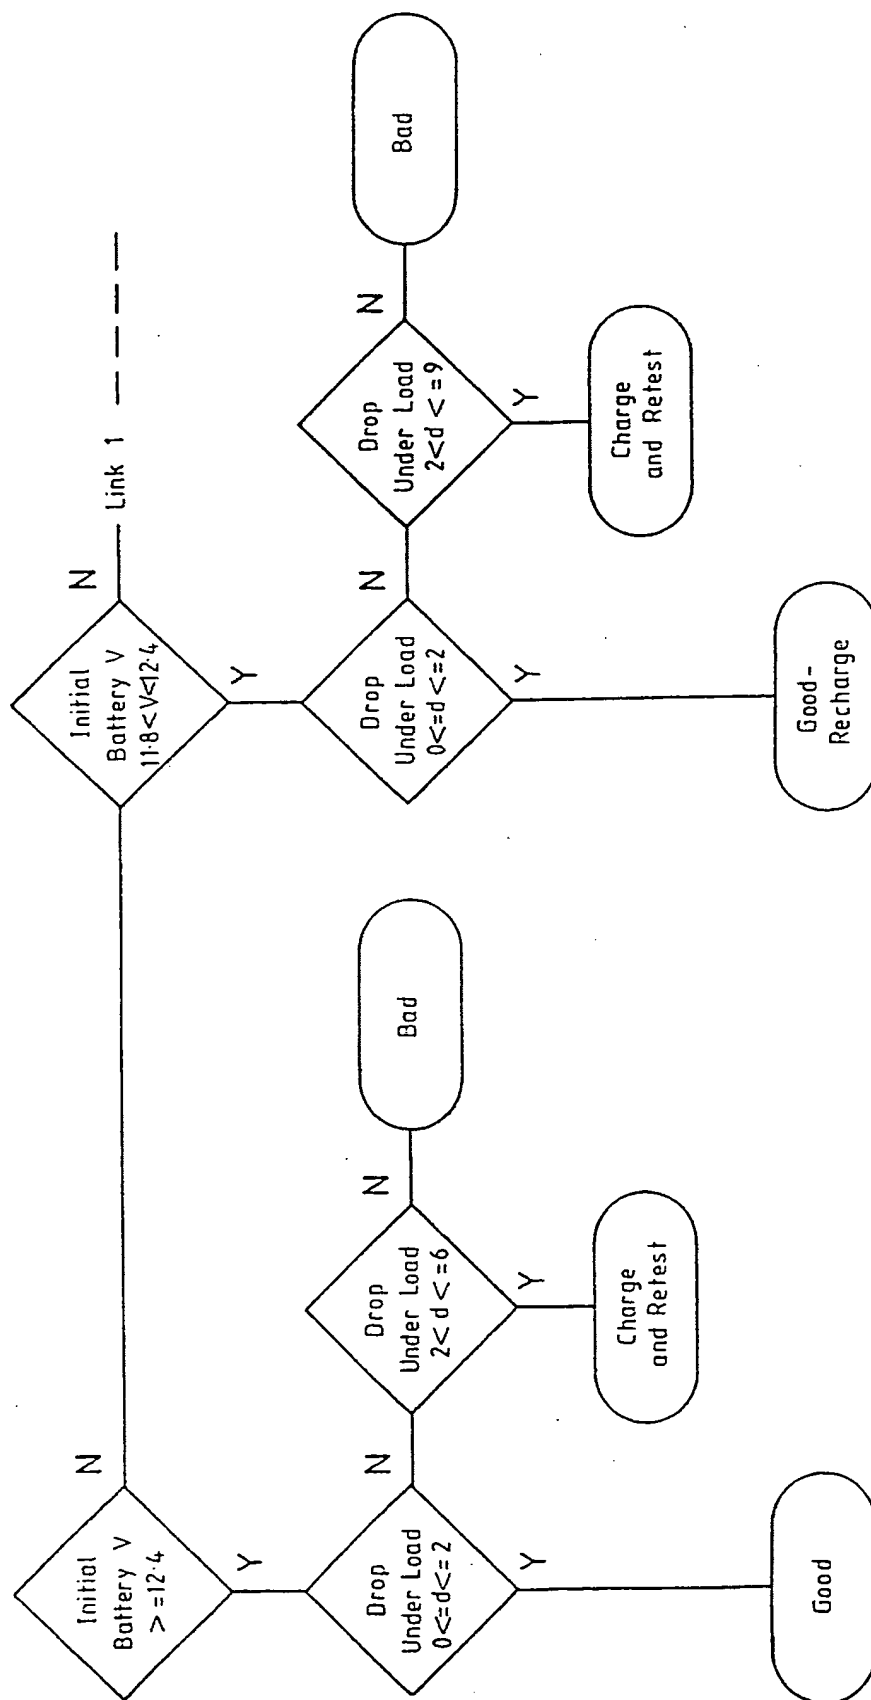 Initial
Battery V
> =12·4
N
Y
Drop
Under Load
0<=d<=2
N
Y
Good
Drop
Under Load
2< d < =6
N
Y
Charge
and Retest
Bad
Initial
Battery V
11·8<V<12·4
N
Link 1
Y
Drop
Under Load
0<=d <=2
N
Y
Good-
Recharge
Drop
Under Load
2<d < =9
N
Y
Charge
and Retest
Bad